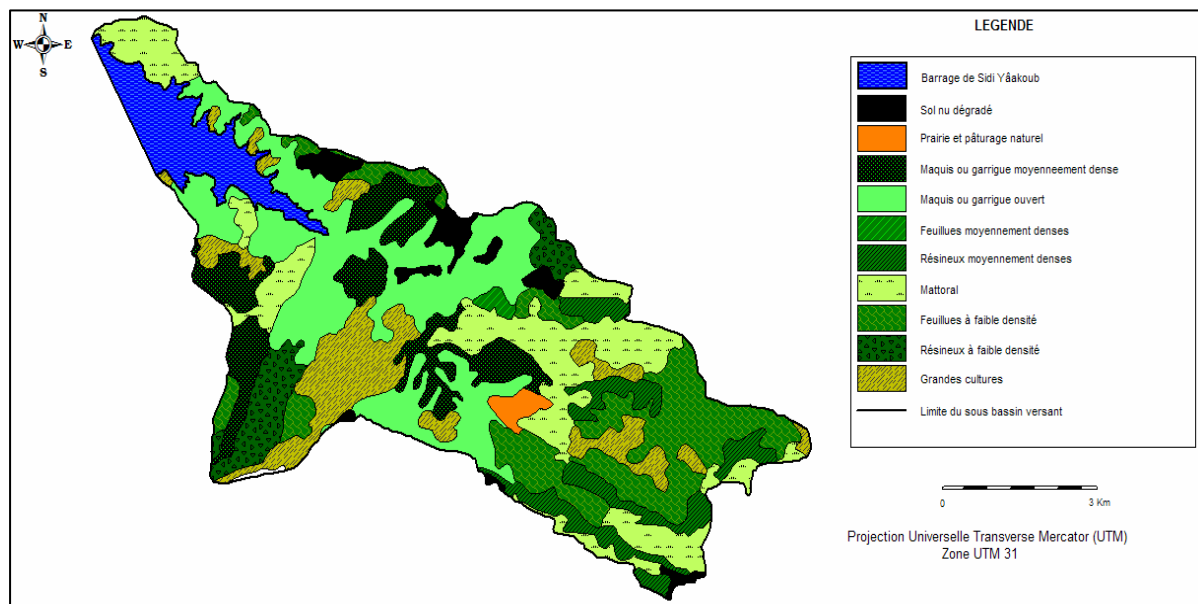 N
W E
S
LEGENDE
Barrage de Sidi Yâakoub
Sol nu dégradé
Prairie et pâturage naturel
Maquis ou garrigue moyenneement dense
Maquis ou garrigue ouvert
Feuillues moyennement denses
Résineux moyennement denses
Mattoral
Feuillues à faible densité
Résineux à faible densité
Grandes cultures
Limite du sous bassin versant
0 3 Km
Projection Universelle Transverse Mercator (UTM)
Zone UTM 31